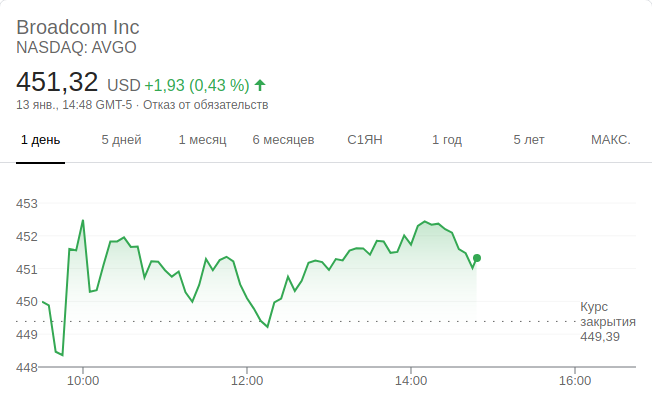 Broadcom Inc
NASDAQ: AVGO
451,32 USD +1,93 (0,43 %)
13 янв., 14:48 GMT-5 · Отказ от обязательств
1 день 5 дней 1 месяц 6 месяцев С1ЯН 1 год 5 лет МАКС.
453
452
451
450
449
448
Курс
закрытия
449,39
10:00 12:00 14:00 16:00